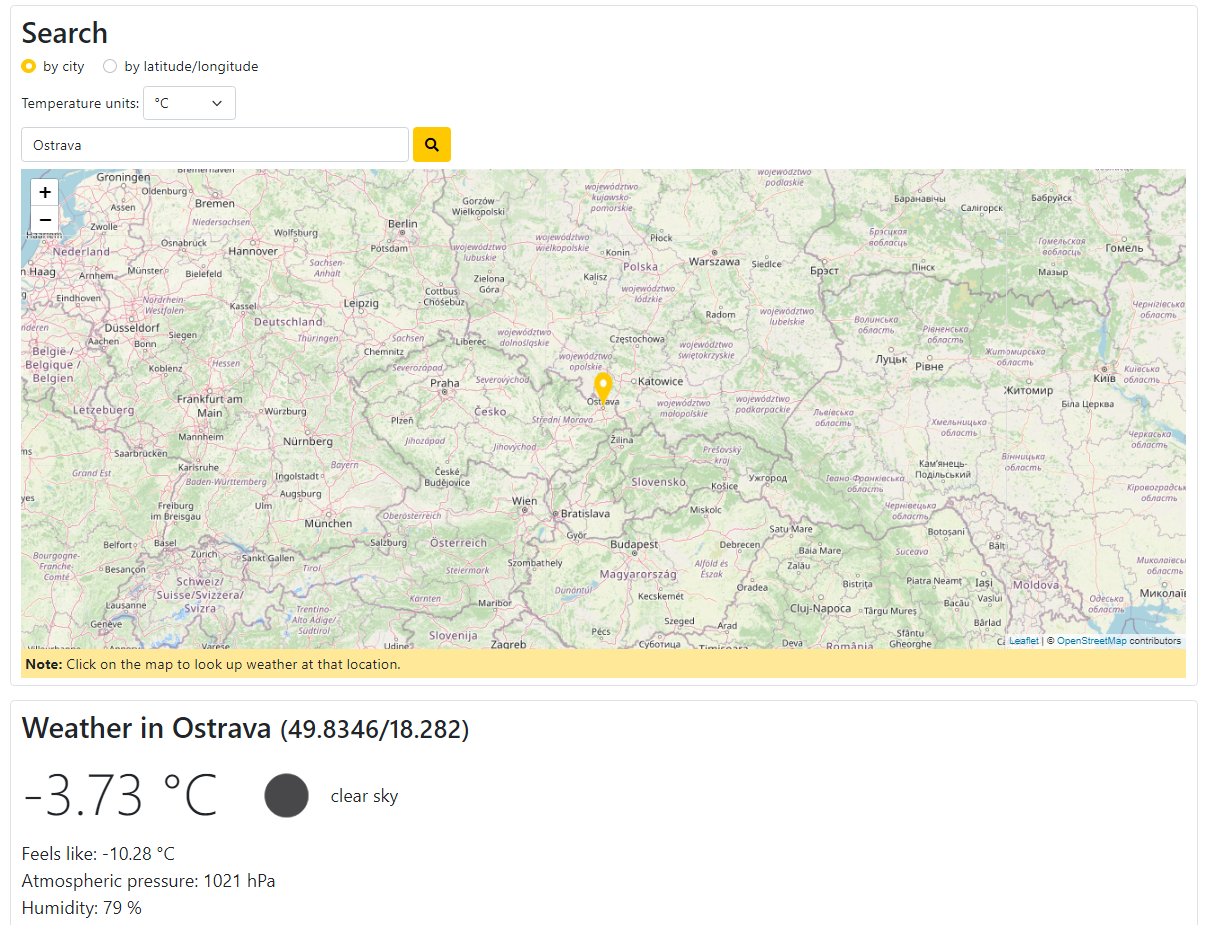 Search
by city by latitude/longitude
Temperature units: °C
Ostrava
+
−
Groningen
Assen
Zwolle
Oldenburg
Bremen
Niedersachsen
Wolfsburg
Osnabrück
Hannover
Nederland
n Haag
Arnhem
Münster
Bielefeld
Eindhoven
Nordrhein-
Westfalen
Kassel
Düsseldorf
Aachen
Bonn
Siegen
België /
Belgique /
Belgien
Koblenz
Hessen
Letzebuerg
Frankfurt am
Main
Würzburg
Mannheim
Saarbrücken
Karlsruhe
Grand Est
Baden-Württemberg
Nürnberg
Bayern
Ingolstadt
Augsburg
Ulm
Freiburg
im Breisgau
München
Belfort
Basel
Zürich
Sankt Gallen
Besançon
Bourgogne-
Franche-
Comté
Schweiz/
Suisse/Svizzera/
Svizra
Lausanne
Genève
Tirol
Trentino-
Alto Adige/
Südtirol
Berlin
Potsdam
Sachsen-
Anhalt
Cottbus
- Chóśebuz
Leipzig
Deutschland
Thüringen
Sachsen
Chemnitz
Liberec
Severozápad
Severovýchod
Praha
Plzeň
Česko
Střední Morava
Jihozápad
Jihovýchod
České
Budějovice
Wien
Bratislava
Oberösterreich
Salzburg
Österreich
Steiermark
Kärnten
Maribor
Udine
Slovenija
Zagreb
Győr
Szombathely
Budapest
Magyarország
Dunántúl
Kecskemét
Pécs
Szeged
Alföld és
Észak
Debrecen
Miskolc
Slovensko
Žilina
Košice
Prešovský
kraj
Ostrava
Katowice
Gorzów
Wielkopolski
województwo
lubuskie
Zielona
Góra
województwo
wielkopolskie
województwo
kujawsko-
pomorskie
województwo
podlaskie
Płock
Konin
Kalisz
Polska
Warszawa
Siedlce
województwo
łódzkie
Radom
województwo
lubelskie
województwo
dolnośląskie
Częstochowa
województwo
opolskie
województwo
świętokrzyskie
województwo
małopolskie
województwo
podkarpackie
Баранавічы
Салігорск
Бабруйск
Брэсцкая
вобласць
Гомельская
вобласць
Гомель
Брэст
Пінск
Мазыр
Чернігівська
область
Волинська
область
Рівненська
область
Луцьк
Рівне
Житомирська
область
Київ
Київська
область
Житомир
Біла Церква
Львівська
область
Хмельницька
область
Черкаська
область
Вінницька
область
Кам'янець-
Подільський
Ужгород
Івано-Франківська
область
Кіровоградська
область
Чернівецька
область
Satu Mare
Baia Mare
Zalău
Oradea
Bistrița
Cluj-Napoca
Târgu Mureș
Suceava
Botoșani
Bălți
Piatra Neamț
Iași
Vaslui
Bacău
Bârlad
Moldova
Одеська
область
Arad
Deva
Sfântu
Gheorghe
România
Суботица
Leaflet | © OpenStreetMap contributors
Note: Click on the map to look up weather at that location.
Weather in Ostrava (49.8346/18.282)
-3.73 °C clear sky
Feels like: -10.28 °C
Atmospheric pressure: 1021 hPa
Humidity: 79 %